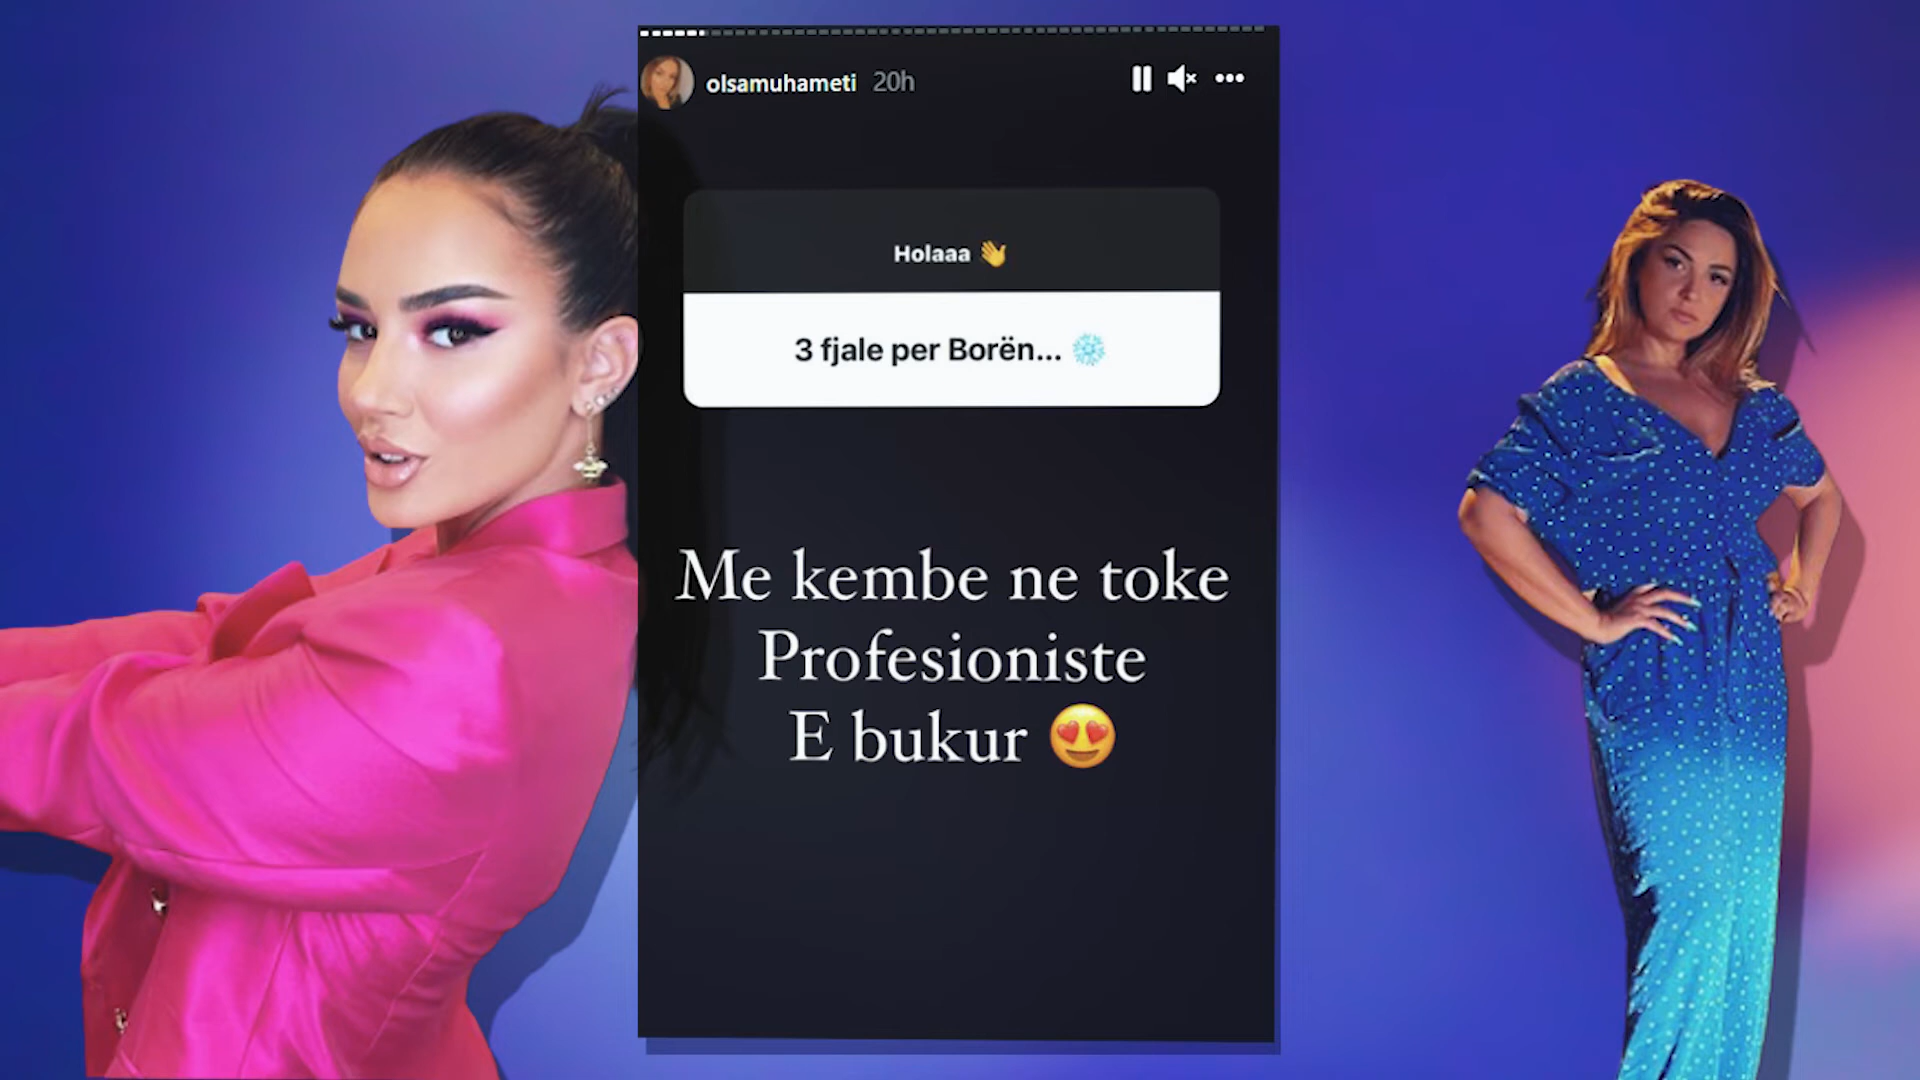 olsamuhameti 20h
Holaaa 👋
3 fjale per Borën... ❄️
Me kembe ne toke
Profesioniste
E bukur 😍